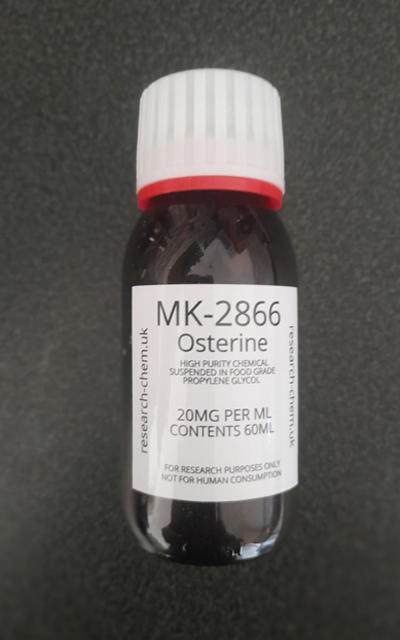 MK-2866
Osterine
HIGH PURITY CHEMICAL
SUSPENDED IN FOOD GRADE
PROPYLENE GLYCOL
20MG PER ML
CONTENTS 60ML
FOR RESEARCH PURPOSES ONLY
NOT FOR HUMAN CONSUMPTION
research-chem.uk
research-chem.uk